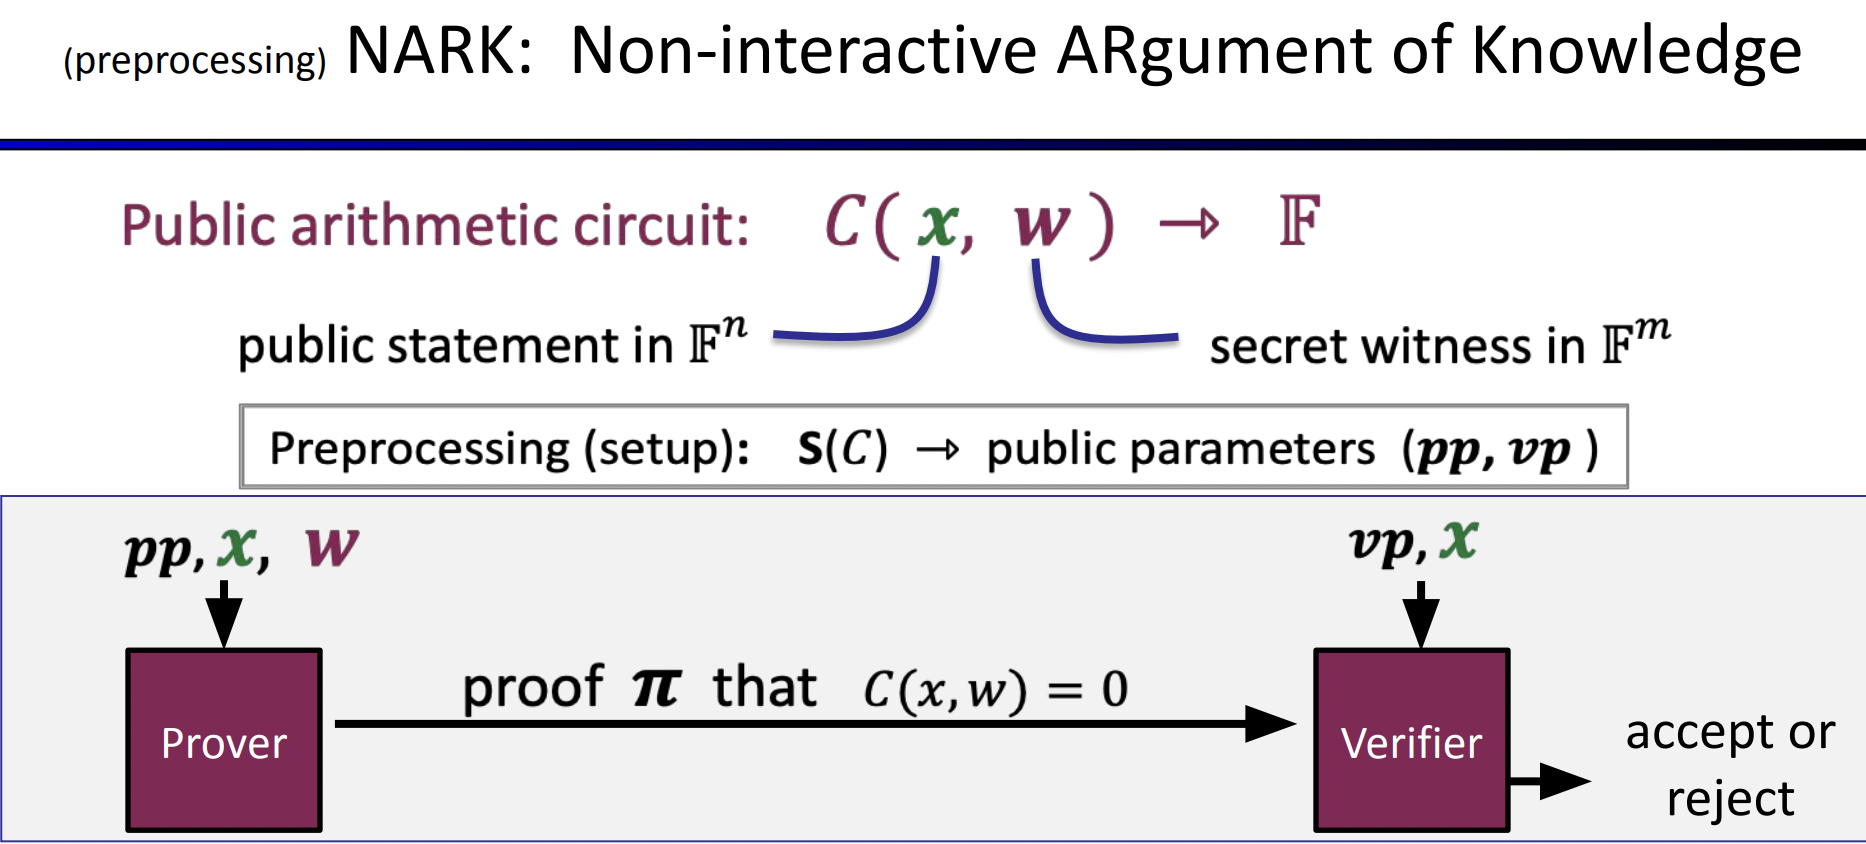 (preprocessing) NARK: Non-interactive ARgument of Knowledge
Public arithmetic circuit: C( x, w ) → 𝔽
public statement in 𝔽ⁿ
secret witness in 𝔽ᵐ
Preprocessing (setup): S(C) → public parameters (pp, vp )
pp, x, w
vp, x
proof π that C(x, w) = 0
Prover
Verifier
accept or
reject